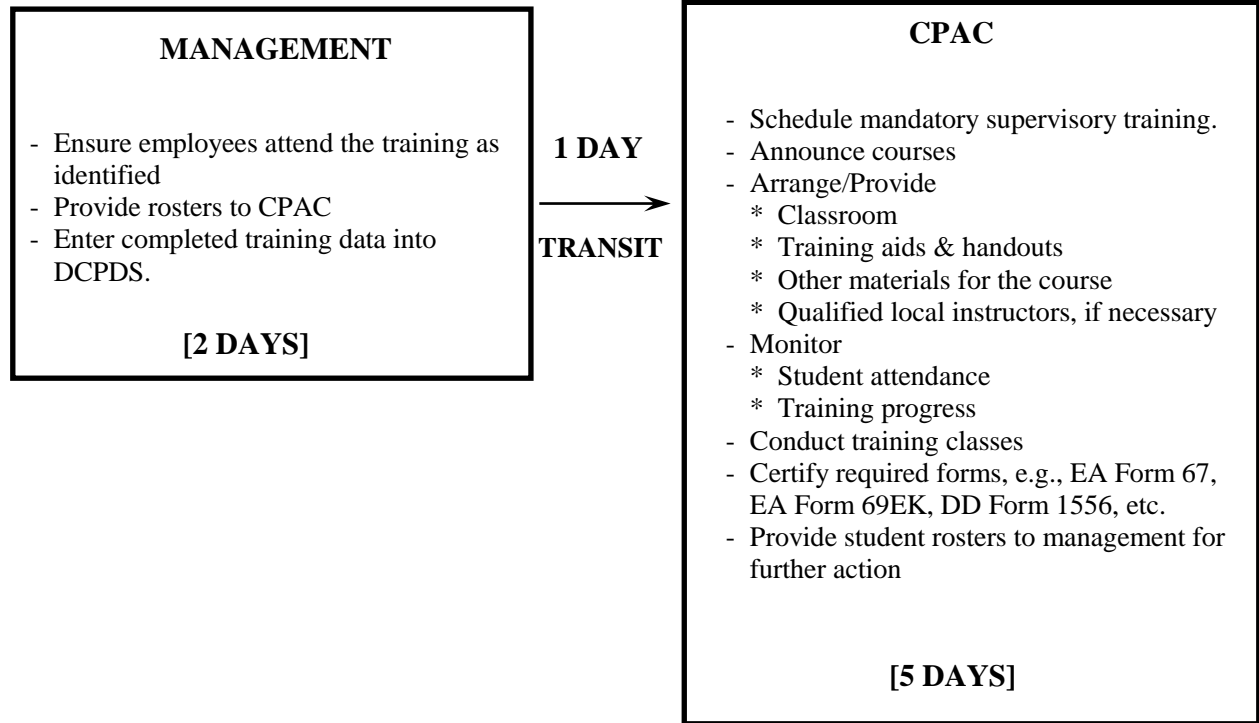 MANAGEMENT
- Ensure employees attend the training as
identified
- Provide rosters to CPAC
- Enter completed training data into
DCPDS.
[2 DAYS]
1 DAY
TRANSIT
CPAC
- Schedule mandatory supervisory training.
- Announce courses
- Arrange/Provide
* Classroom
* Training aids & handouts
* Other materials for the course
* Qualified local instructors, if necessary
- Monitor
* Student attendance
* Training progress
- Conduct training classes
- Certify required forms, e.g., EA Form 67,
EA Form 69EK, DD Form 1556, etc.
- Provide student rosters to management for
further action
[5 DAYS]